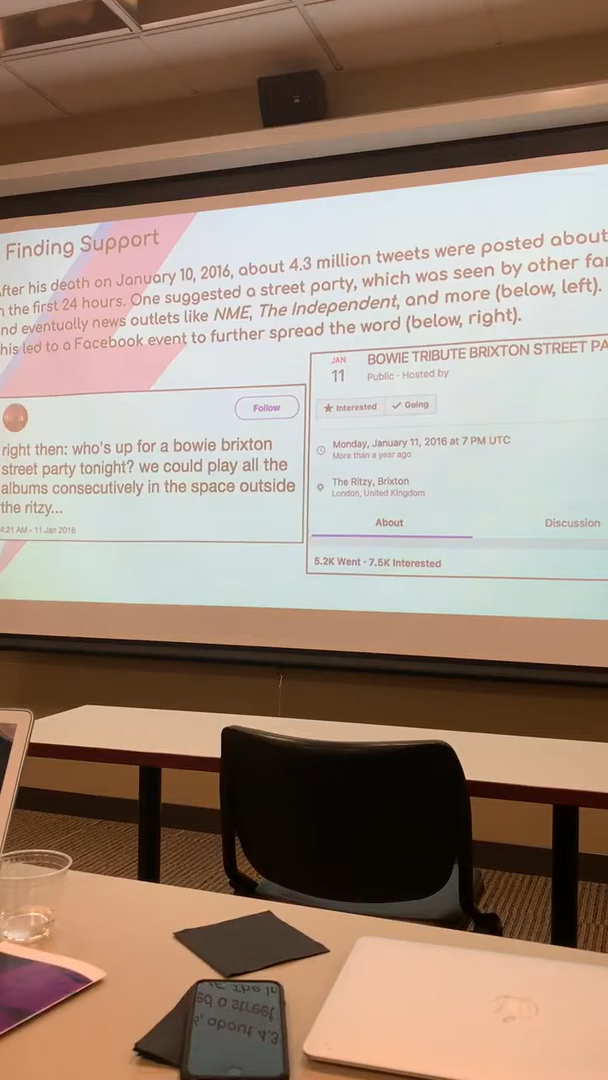 Finding Support
After his death on January 10, 2016, about 4.3 million tweets were posted about
in the first 24 hours. One suggested a street party, which was seen by other
and eventually news outlets like NME, The Independent, and more (below, left).
This led to a Facebook event to further spread the word (below, right).
Follow
right then: who's up for a bowie brixton
street party tonight? we could play all the
albums consecutively in the space outside
the ritzy...
4:21 AM - 11 Jan 2016
JAN
11
BOWIE TRIBUTE BRIXTON STREET
Public · Hosted by
Interested
Going
Monday, January 11, 2016 at 7 PM UTC
More than a year ago
The Ritzy, Brixton
London, United Kingdom
About
Discussion
5.2K Went · 7.5K Interested